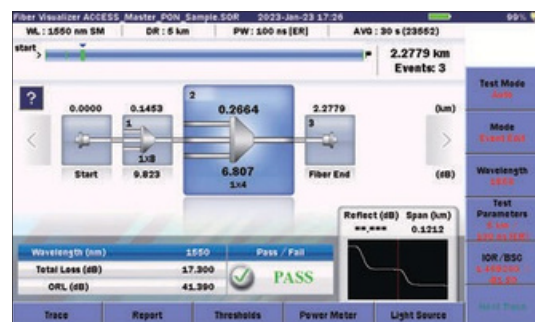 Fiber Visualizer ACCESS_Master_PON_Sample.SOR 2023-Jan-23 17:26 99%
WL : 1550 nm SM DR : 5 km PW : 100 ns [ER] AVG : 30 s (23552)
start
2.2779 km
Events: 3
Test Mode
Auto
?
0.0000 0.1453 2 0.2664 2.2779 (km)
1 3
1X8
Start 9.823 6.807 Fiber End (dB)
1X4
Mode
Wavelength
1550
Test
Parameters
Reflect (dB) Span (km)
**.*** 0.1212
Wavelength (nm) 1550 Pass / Fail
Total Loss (dB) 17.300 PASS
ORL (dB) 41.390
IOR/BSC
Trace Report Thresholds Power Meter Light Source